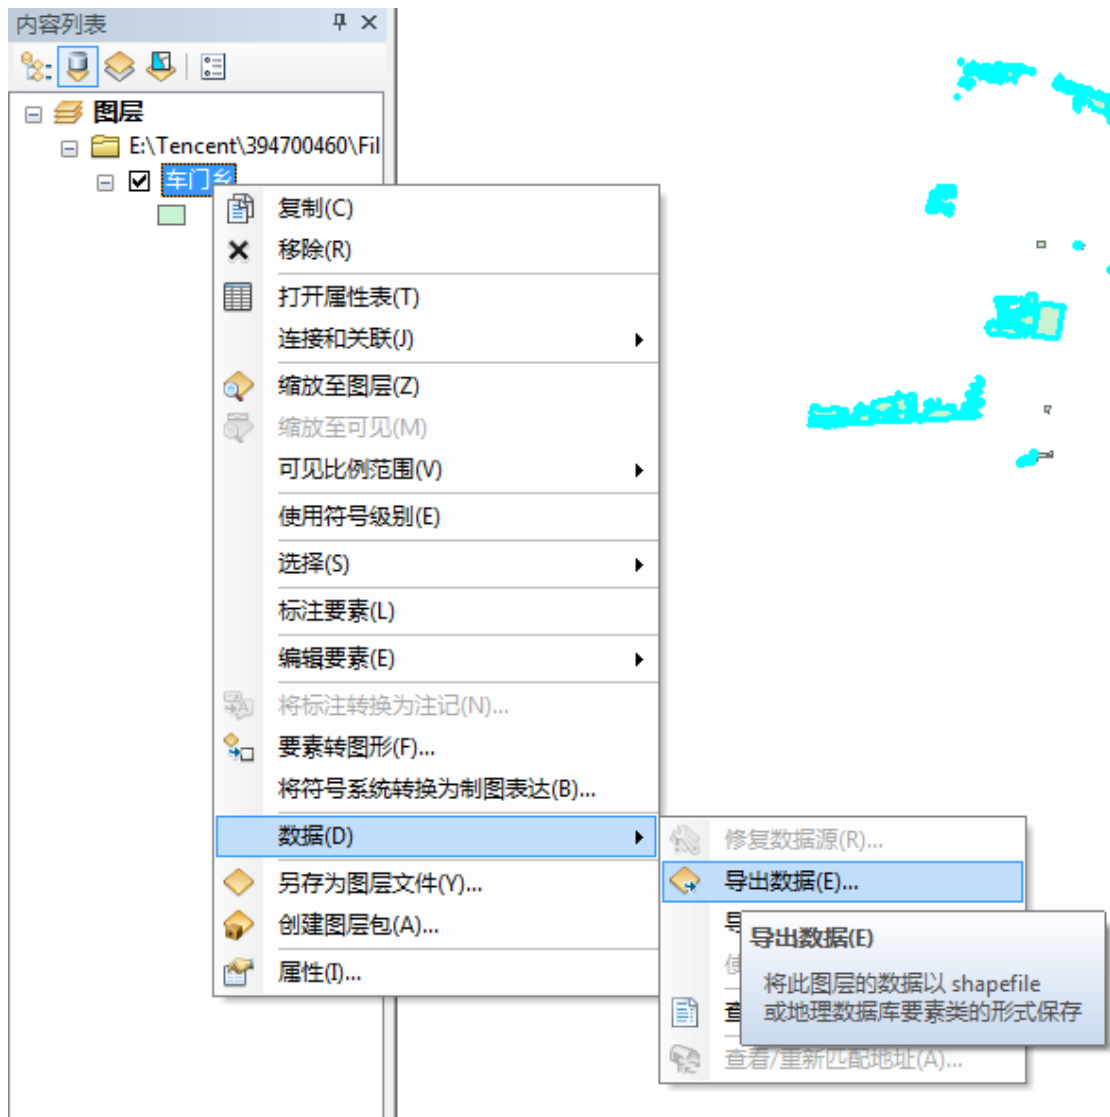 内容列表
图层
E:\Tencent\394700460\Fil
车门乡
复制(C)
移除(R)
打开属性表(T)
连接和关联(J)
缩放至图层(Z)
缩放至可见(M)
可见比例范围(V)
使用符号级别(E)
选择(S)
标注要素(L)
编辑要素(E)
将标注转换为注记(N)...
要素转图形(F)...
将符号系统转换为制图表达(B)...
数据(D)
另存为图层文件(Y)...
创建图层包(A)...
属性(I)...
修复数据源(R)...
导出数据(E)...
导出数据(E)
将此图层的数据以 shapefile
或地理数据库要素类的形式保存
查看/重新匹配地址(A)...